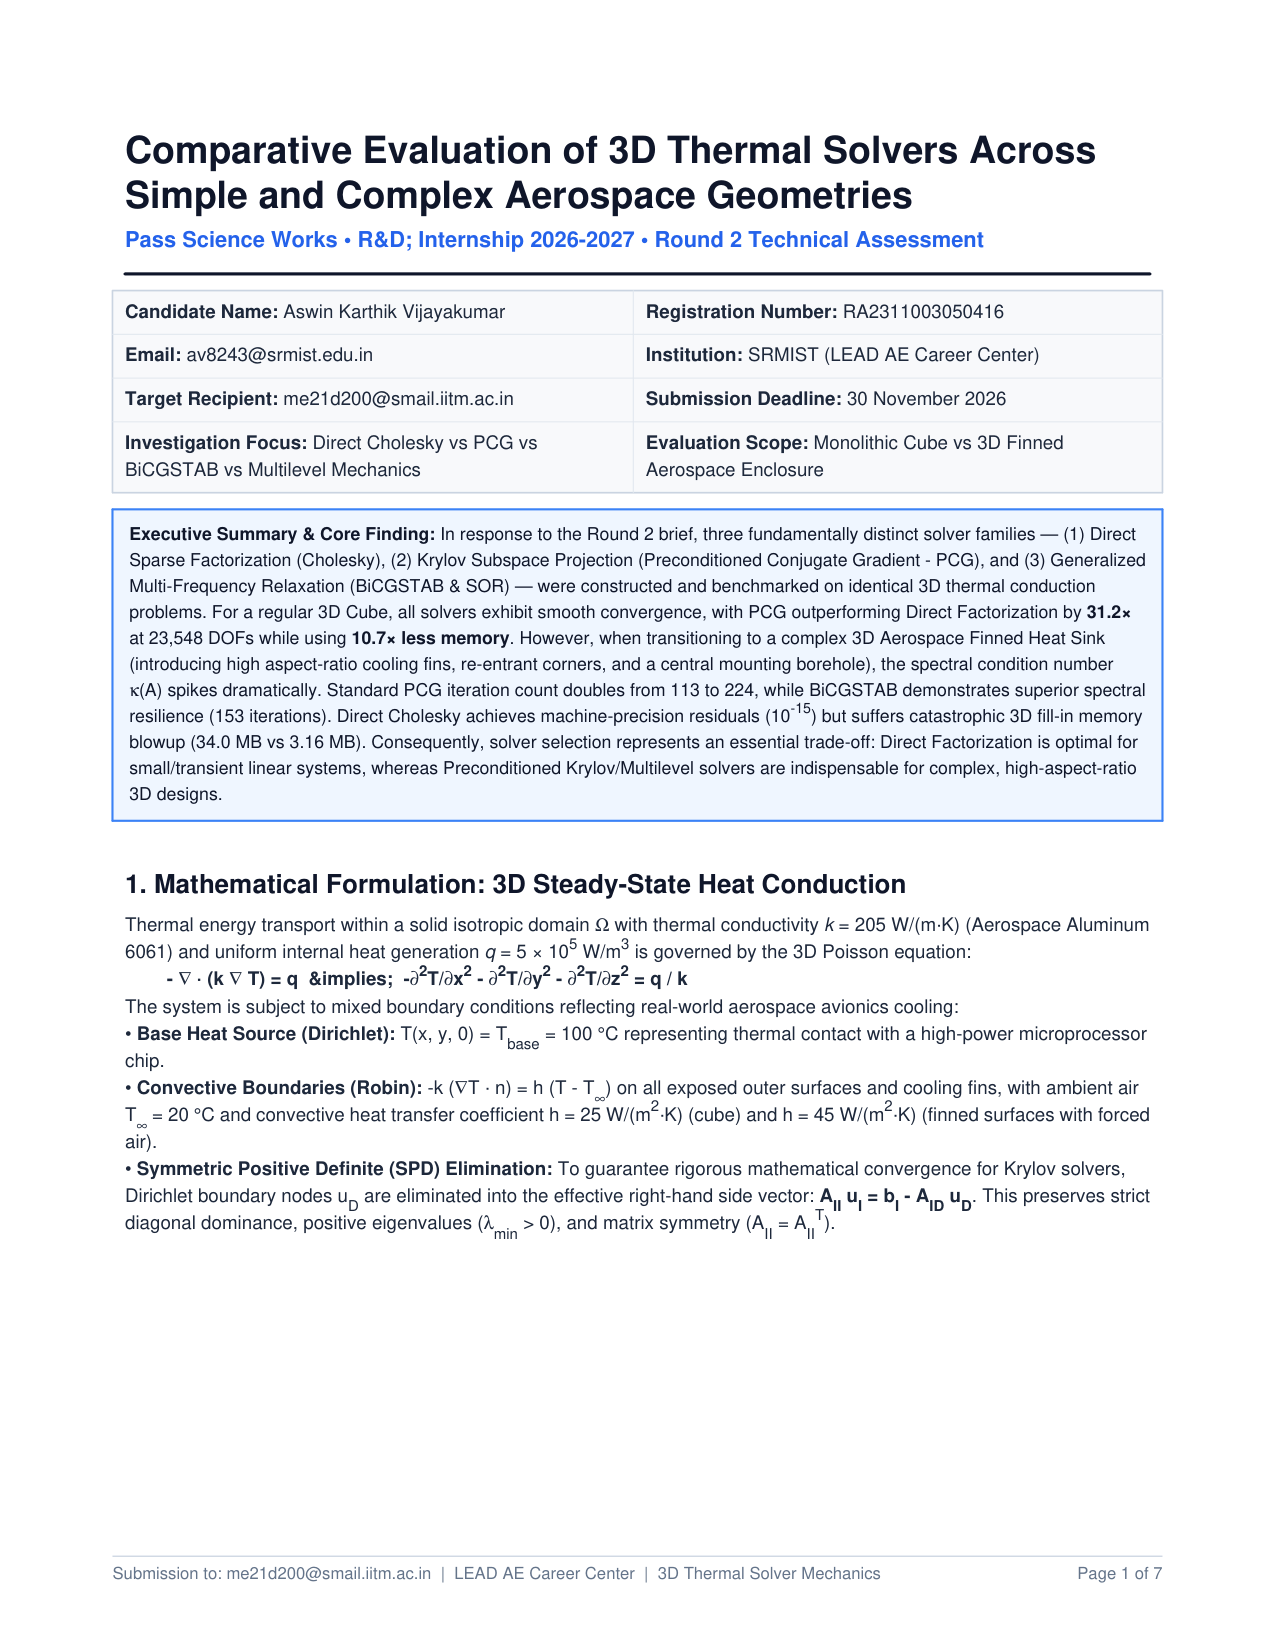 Comparative Evaluation of 3D Thermal Solvers Across
Simple and Complex Aerospace Geometries
Pass Science Works • R&D; Internship 2026-2027 • Round 2 Technical Assessment
Candidate Name: Aswin Karthik Vijayakumar
Registration Number: RA2311003050416
Email: av8243@srmist.edu.in
Institution: SRMIST (LEAD AE Career Center)
Target Recipient: me21d200@smail.iitm.ac.in
Submission Deadline: 30 November 2026
Investigation Focus: Direct Cholesky vs PCG vs
BiCGSTAB vs Multilevel Mechanics
Evaluation Scope: Monolithic Cube vs 3D Finned
Aerospace Enclosure
Executive Summary & Core Finding: In response to the Round 2 brief, three fundamentally distinct solver families — (1) Direct
Sparse Factorization (Cholesky), (2) Krylov Subspace Projection (Preconditioned Conjugate Gradient - PCG), and (3) Generalized
Multi-Frequency Relaxation (BiCGSTAB & SOR) — were constructed and benchmarked on identical 3D thermal conduction
problems. For a regular 3D Cube, all solvers exhibit smooth convergence, with PCG outperforming Direct Factorization by 31.2×
at 23,548 DOFs while using 10.7× less memory. However, when transitioning to a complex 3D Aerospace Finned Heat Sink
(introducing high aspect-ratio cooling fins, re-entrant corners, and a central mounting borehole), the spectral condition number
κ(A) spikes dramatically. Standard PCG iteration count doubles from 113 to 224, while BiCGSTAB demonstrates superior spectral
resilience (153 iterations). Direct Cholesky achieves machine-precision residuals (10^-15) but suffers catastrophic 3D fill-in memory
blowup (34.0 MB vs 3.16 MB). Consequently, solver selection represents an essential trade-off: Direct Factorization is optimal for
small/transient linear systems, whereas Preconditioned Krylov/Multilevel solvers are indispensable for complex, high-aspect-ratio
3D designs.
1. Mathematical Formulation: 3D Steady-State Heat Conduction
Thermal energy transport within a solid isotropic domain Ω with thermal conductivity k = 205 W/(m·K) (Aerospace Aluminum
6061) and uniform internal heat generation q = 5 × 10^5 W/m^3 is governed by the 3D Poisson equation:
- ∇ · (k ∇ T) = q &implies; -∂²T/∂x² - ∂²T/∂y² - ∂²T/∂z² = q / k
The system is subject to mixed boundary conditions reflecting real-world aerospace avionics cooling:
• Base Heat Source (Dirichlet): T(x, y, 0) = T_base = 100 °C representing thermal contact with a high-power microprocessor
chip.
• Convective Boundaries (Robin): -k (∇T · n) = h (T - T_∞) on all exposed outer surfaces and cooling fins, with ambient air
T_∞ = 20 °C and convective heat transfer coefficient h = 25 W/(m²·K) (cube) and h = 45 W/(m²·K) (finned surfaces with forced
air).
• Symmetric Positive Definite (SPD) Elimination: To guarantee rigorous mathematical convergence for Krylov solvers,
Dirichlet boundary nodes u_D are eliminated into the effective right-hand side vector: A_II u_I = b_I - A_ID u_D. This preserves strict
diagonal dominance, positive eigenvalues (λ_min > 0), and matrix symmetry (A_II = A_II^T).
Submission to: me21d200@smail.iitm.ac.in | LEAD AE Career Center | 3D Thermal Solver Mechanics
Page 1 of 7